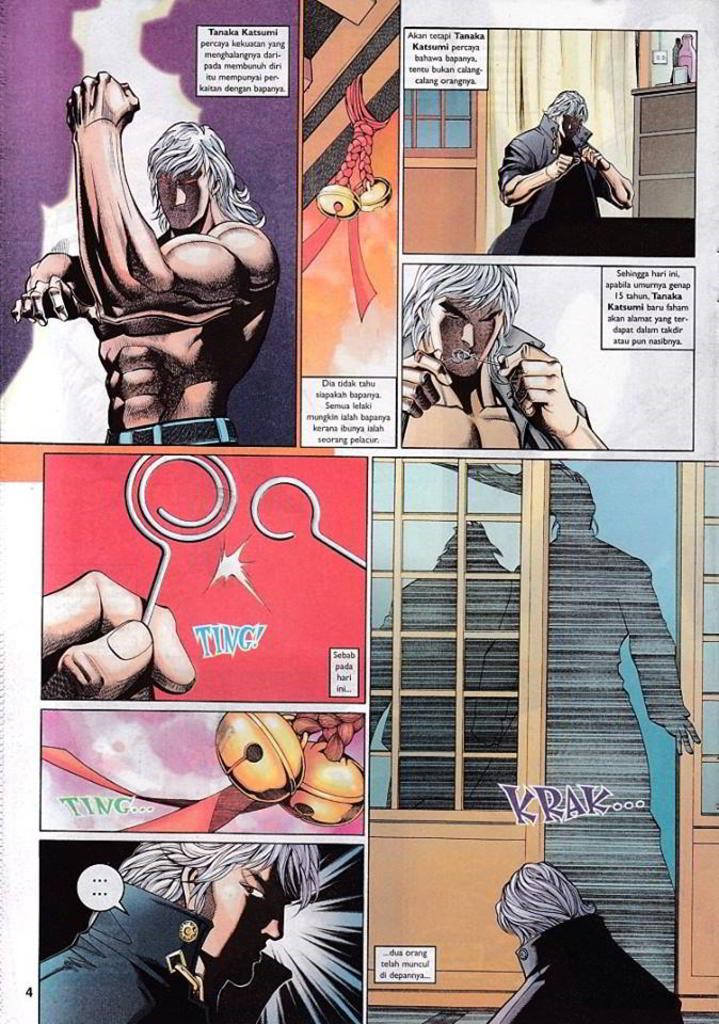 Tanaka Katsumi
percaya kekuatan yang
menghalangnya dari-
pada membunuh diri
itu mempunyai per-
kaitan dengan bapanya.
Dia tidak tahu
siapakah bapanya.
Semua lelaki
mungkin ialah bapanya
kerana ibunya ialah
seorang pelacur.
Akan tetapi Tanaka
Katsumi percaya
bahawa bapanya,
tentu bukan calang-
calang orangnya.
Sehingga hari ini,
apabila umurnya genap
15 tahun, Tanaka
Katsumi baru faham
akan alamat yang ter-
dapat dalam takdir
atau pun nasibnya.
TING!
Sebab
pada
hari
ini...
TING...
...
...
KRAK...
...dua orang
telah muncul
di depannya...
4